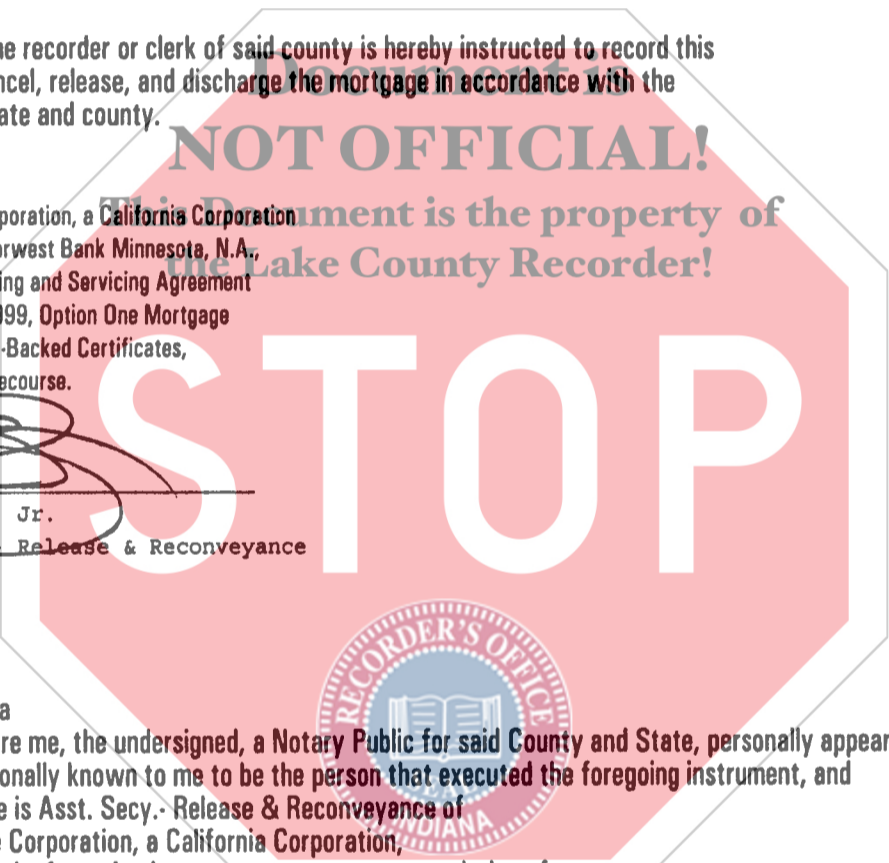 ne recorder or clerk of said county is hereby instructed to record this
Document is
ncel, release, and discharge the mortgage in accordance with the
ate and county.
NOT OFFICIAL!
This Document is the property of
poration, a California Corporation
orwest Bank Minnesota, N.A.,
the Lake County Recorder!
ing and Servicing Agreement
999, Option One Mortgage
-Backed Certificates,
ecourse.
STOP
Jr.
Release & Reconveyance
RECORDER'S OFFICE
a
re me, the undersigned, a Notary Public for said County and State, personally appear
onally known to me to be the person that executed the foregoing instrument, and
e is Asst. Secy.- Release & Reconveyance of
INDIANA
e Corporation, a California Corporation,